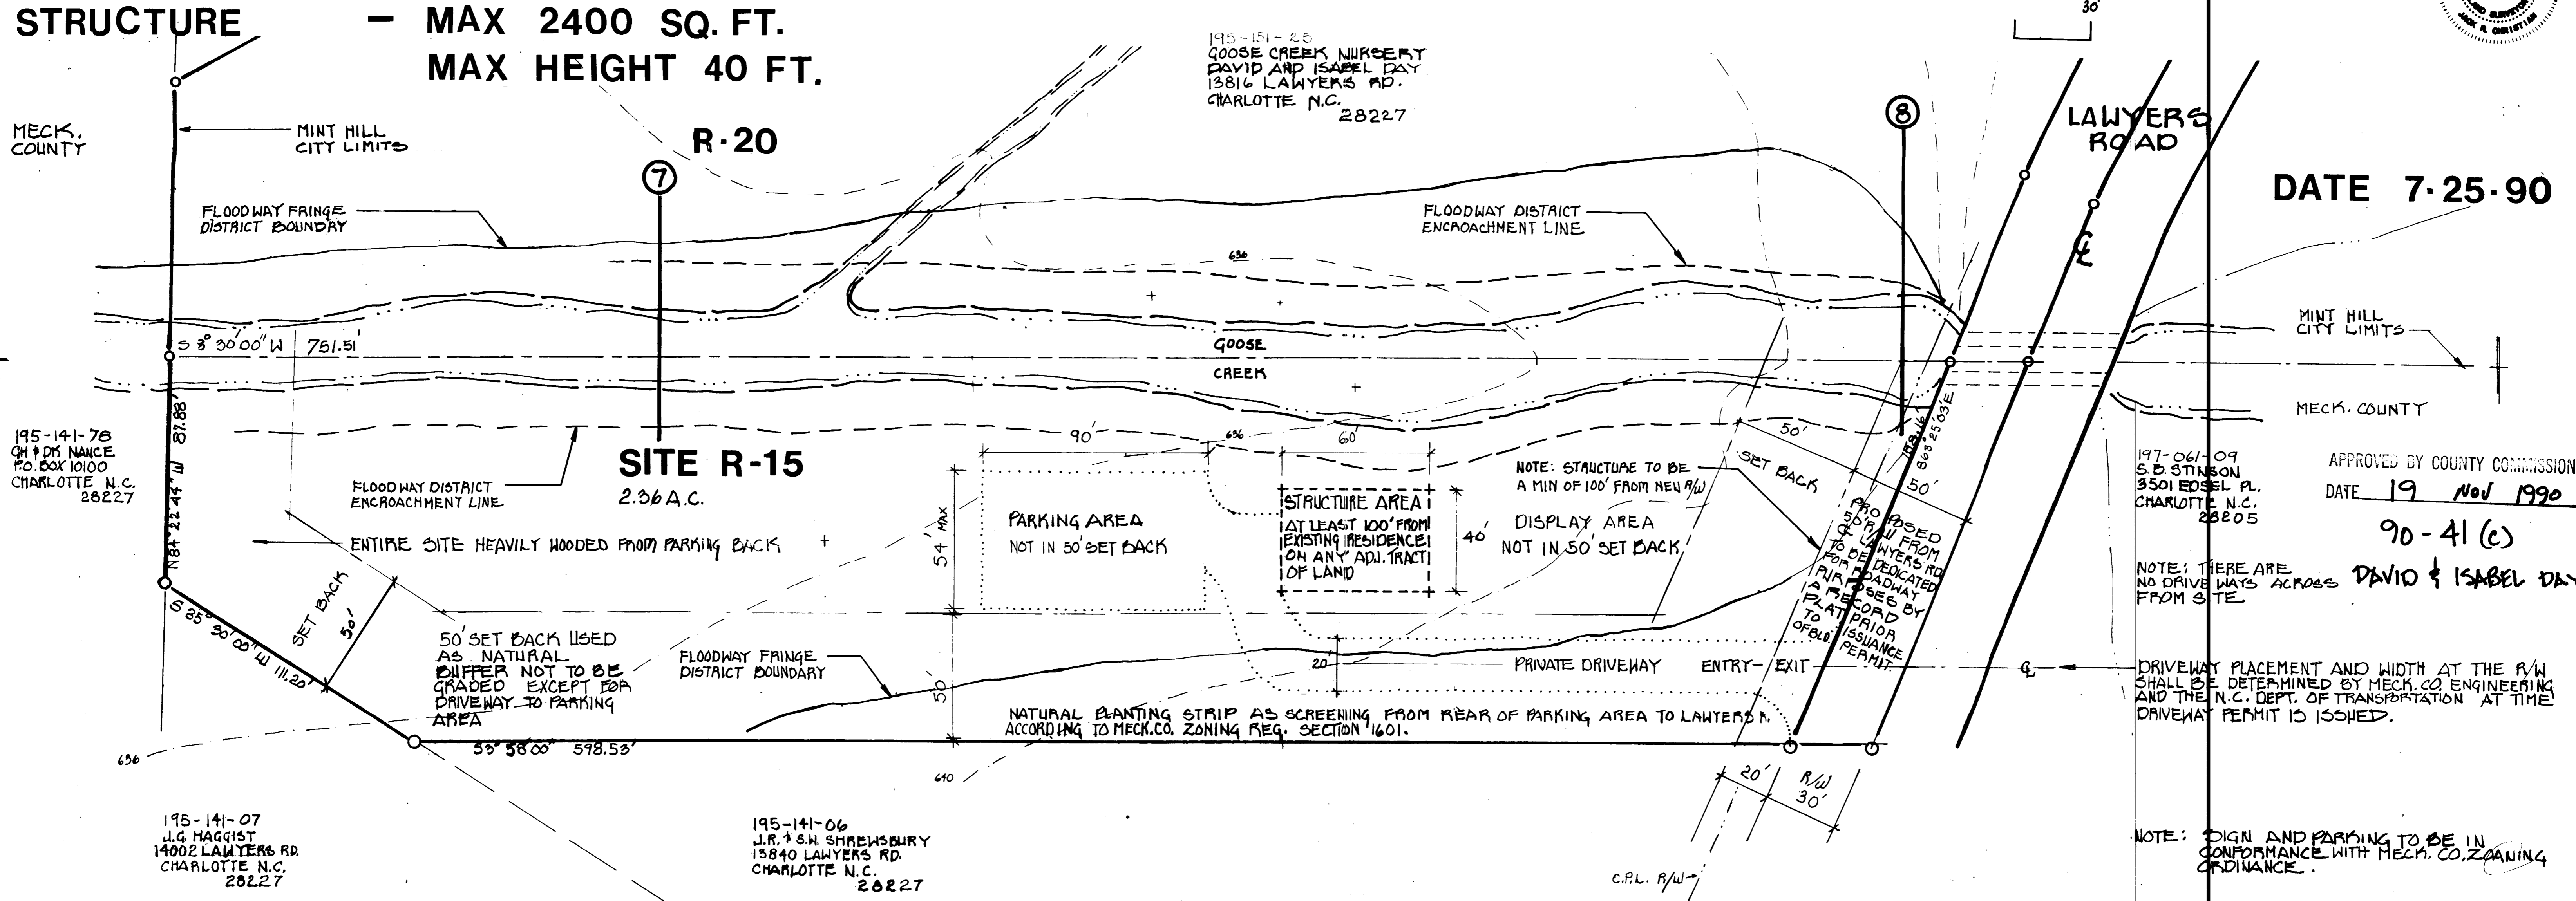 STRUCTURE - MAX 2400 SQ. FT.
MAX HEIGHT 40 FT.
195-151-25
GOOSE CREEK NURSERY
DAVID AND ISABEL DAY
13816 LAWYERS RD.
CHARLOTTE N.C.
28227
30'
LAND SURVEYOR
JACK R. CHRISTIAN
MECK.
COUNTY
MINT HILL
CITY LIMITS
R-20
7
8
LAWYERS
ROAD
DATE 7-25-90
FLOODWAY FRINGE
DISTRICT BOUNDRY
FLOODWAY DISTRICT
ENCROACHMENT LINE
636
℄
S 8° 30' 00" W 751.51'
GOOSE
CREEK
MINT HILL
CITY LIMITS
MECK. COUNTY
195-141-78
GH & DK NANCE
P.O. BOX 10100
CHARLOTTE N.C.
28227
N84° 22' 44" W 87.88'
FLOODWAY DISTRICT
ENCROACHMENT LINE
SITE R-15
2.36 A.C.
90'
636
60'
50'
SET BACK
50'
S63° 25' 03" E
NOTE: STRUCTURE TO BE
A MIN OF 100' FROM NEW R/W
197-061-09
S.B. STINSON
3501 EDSEL PL.
CHARLOTTE N.C.
28205
APPROVED BY COUNTY COMMISSION
DATE 19 NOV 1990
90-41 (c)
DAVID & ISABEL DAY
ENTIRE SITE HEAVILY WOODED FROM PARKING BACK
54' MAX
PARKING AREA
NOT IN 50' SET BACK
STRUCTURE AREA
AT LEAST 100' FROM
EXISTING RESIDENCE
ON ANY ADJ. TRACT
OF LAND
40'
DISPLAY AREA
NOT IN 50' SET BACK
PROPOSED
50' R/W FROM
℄ LAWYERS RD.
TO BE DEDICATED
FOR ROADWAY
PURPOSES BY
A RECORD
PLAT PRIOR
TO ISSUANCE
OF BLD. PERMIT
NOTE: THERE ARE
NO DRIVE WAYS ACROSS
FROM SITE
S 35° 30' 00" W 111.20'
SET BACK
50'
50' SET BACK USED
AS NATURAL
BUFFER NOT TO BE
GRADED EXCEPT FOR
DRIVEWAY TO PARKING
AREA
FLOODWAY FRINGE
DISTRICT BOUNDARY
50'
20'
PRIVATE DRIVEWAY ENTRY-EXIT
℄
DRIVEWAY PLACEMENT AND WIDTH AT THE R/W
SHALL BE DETERMINED BY MECK. CO. ENGINEERING
AND THE N.C. DEPT. OF TRANSPORTATION AT TIME
DRIVEWAY PERMIT IS ISSUED.
NATURAL PLANTING STRIP AS SCREENING FROM REAR OF PARKING AREA TO LAWYERS R.
ACCORDING TO MECK.CO. ZONING REG. SECTION 1601.
S3° 58' 00" 598.53'
636
640
20'
R/W
30'
195-141-07
J.G. HAGGIST
14002 LAWYERS RD.
CHARLOTTE N.C.
28227
195-141-06
J.R. & S.W. SHREWSBURY
13840 LAWYERS RD.
CHARLOTTE N.C.
28227
C.P.L. R/W
NOTE: SIGN AND PARKING TO BE IN
CONFORMANCE WITH MECK. CO. ZOANING
ORDINANCE.